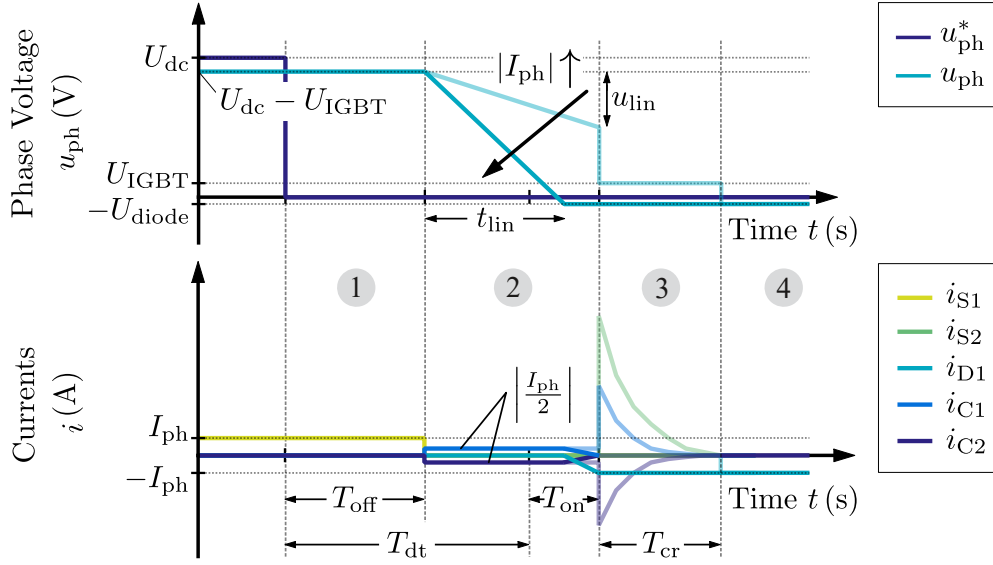 Phase Voltage
u_ph (V)
U_dc
U_dc − U_IGBT
|I_ph| ↑
u_lin
U_IGBT
−U_diode
t_lin
Time t (s)
u*_ph
u_ph
1
2
3
4
Currents
i (A)
I_ph
−I_ph
|I_ph/2|
T_off
T_on
Time t (s)
T_dt
T_cr
i_S1
i_S2
i_D1
i_C1
i_C2